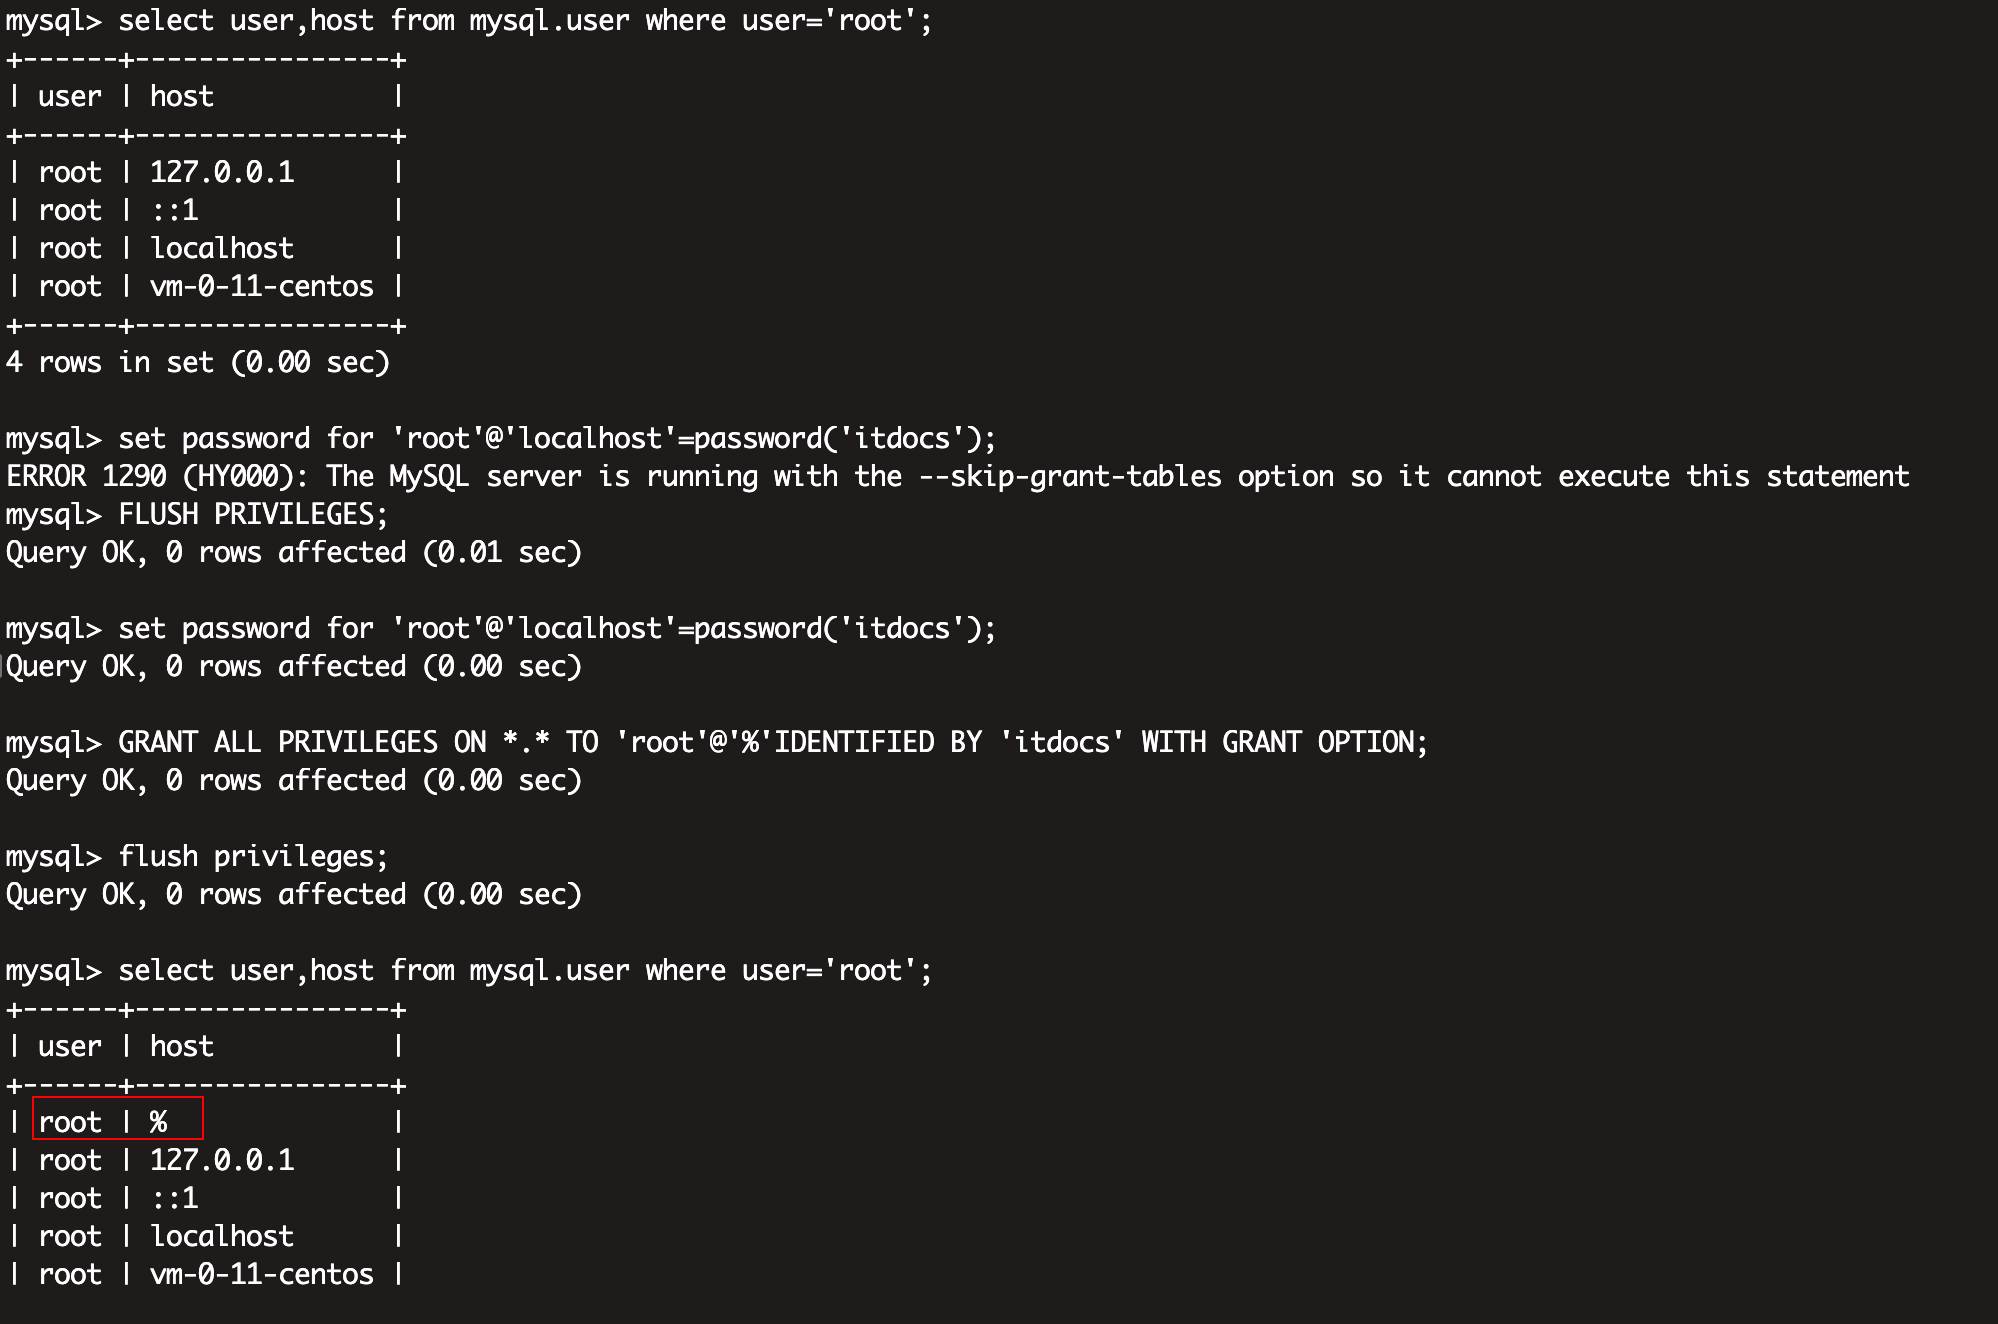 mysql> select user,host from mysql.user where user='root';
+------+----------------+
| user | host           |
+------+----------------+
| root | 127.0.0.1      |
| root | ::1            |
| root | localhost      |
| root | vm-0-11-centos |
+------+----------------+
4 rows in set (0.00 sec)

mysql> set password for 'root'@'localhost'=password('itdocs');
ERROR 1290 (HY000): The MySQL server is running with the --skip-grant-tables option so it cannot execute this statement
mysql> FLUSH PRIVILEGES;
Query OK, 0 rows affected (0.01 sec)

mysql> set password for 'root'@'localhost'=password('itdocs');
Query OK, 0 rows affected (0.00 sec)

mysql> GRANT ALL PRIVILEGES ON *.* TO 'root'@'%'IDENTIFIED BY 'itdocs' WITH GRANT OPTION;
Query OK, 0 rows affected (0.00 sec)

mysql> flush privileges;
Query OK, 0 rows affected (0.00 sec)

mysql> select user,host from mysql.user where user='root';
+------+----------------+
| user | host           |
+------+----------------+
| root | %              |
| root | 127.0.0.1      |
| root | ::1            |
| root | localhost      |
| root | vm-0-11-centos |